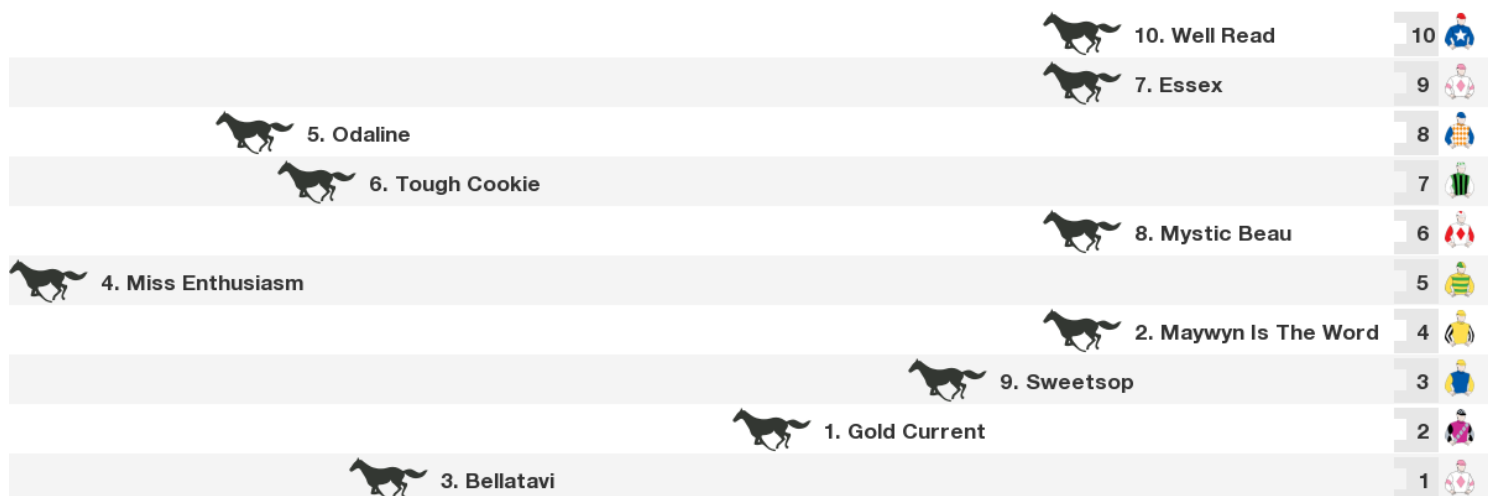 10. Well Read 10
7. Essex 9
5. Odaline 8
6. Tough Cookie 7
8. Mystic Beau 6
4. Miss Enthusiasm 5
2. Maywyn Is The Word 4
9. Sweetsop 3
1. Gold Current 2
3. Bellatavi 1